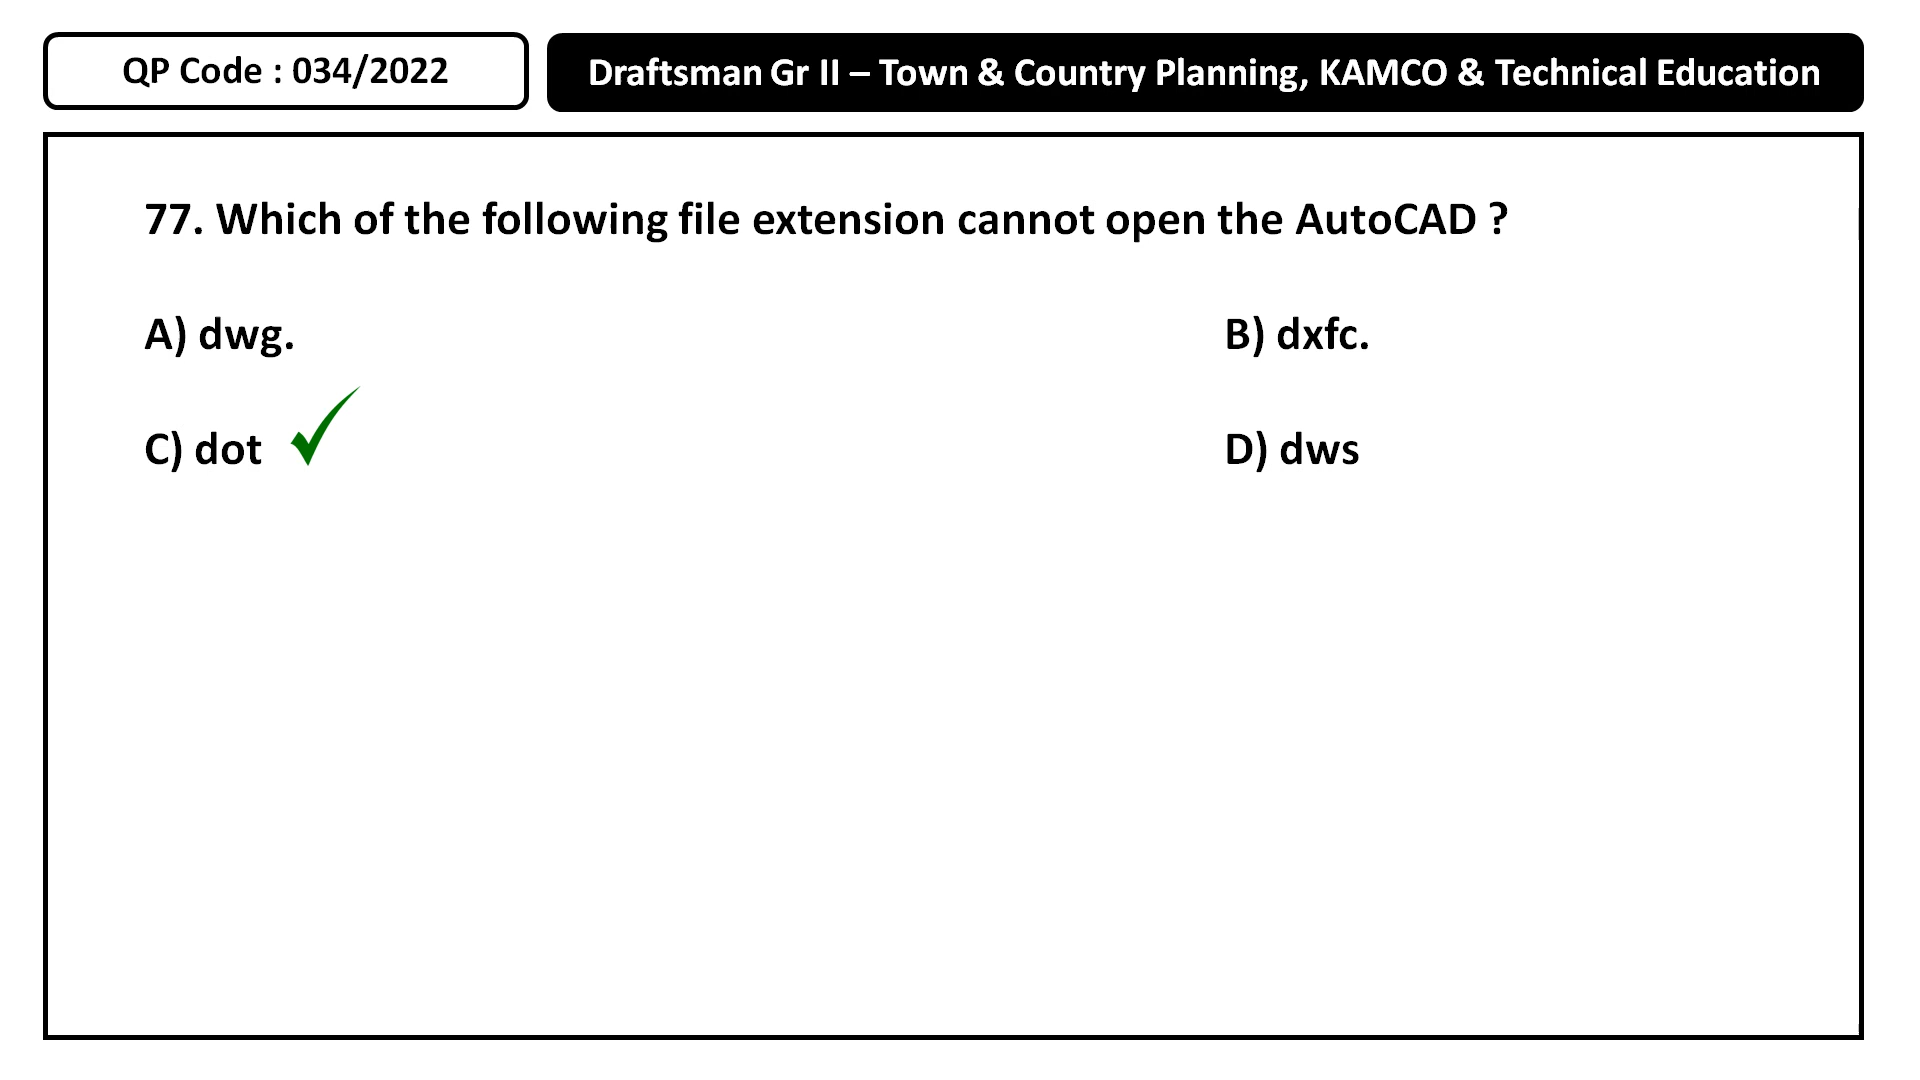 QP Code : 034/2022
Draftsman Gr II – Town & Country Planning, KAMCO & Technical Education
77. Which of the following file extension cannot open the AutoCAD ?
A) dwg.
B) dxfc.
C) dot
D) dws